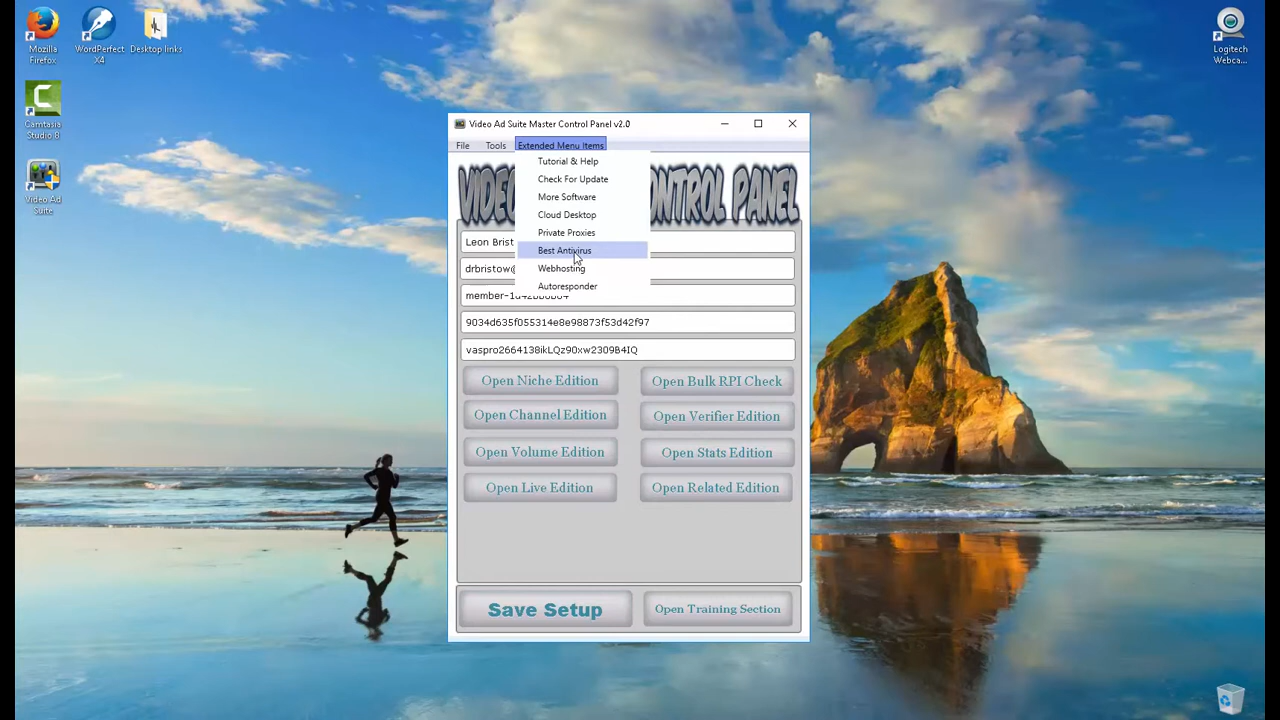 Mozilla Firefox
WordPerfect X4
Desktop links
Logitech Webca...
Camtasia Studio 8
Video Ad Suite
Video Ad Suite Master Control Panel v2.0
File Tools Extended Menu Items
Tutorial & Help
Check For Update
More Software
Cloud Desktop
Private Proxies
Best Antivirus
Webhosting
Autoresponder
VIDEO CONTROL PANEL
Leon Brist
drbristow@
9034d635f055314e8e98873f53d42f97
vaspro2664138ikLQz90xw2309B4IQ
Open Niche Edition Open Bulk RPI Check
Open Channel Edition Open Verifier Edition
Open Volume Edition Open Stats Edition
Open Live Edition Open Related Edition
Save Setup Open Training Section